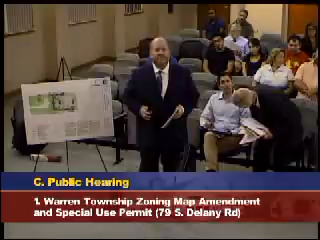 C. Public Hearing
1. Warren Township Zoning Map Amendment
and Special Use Permit (79 S. Delany Rd)